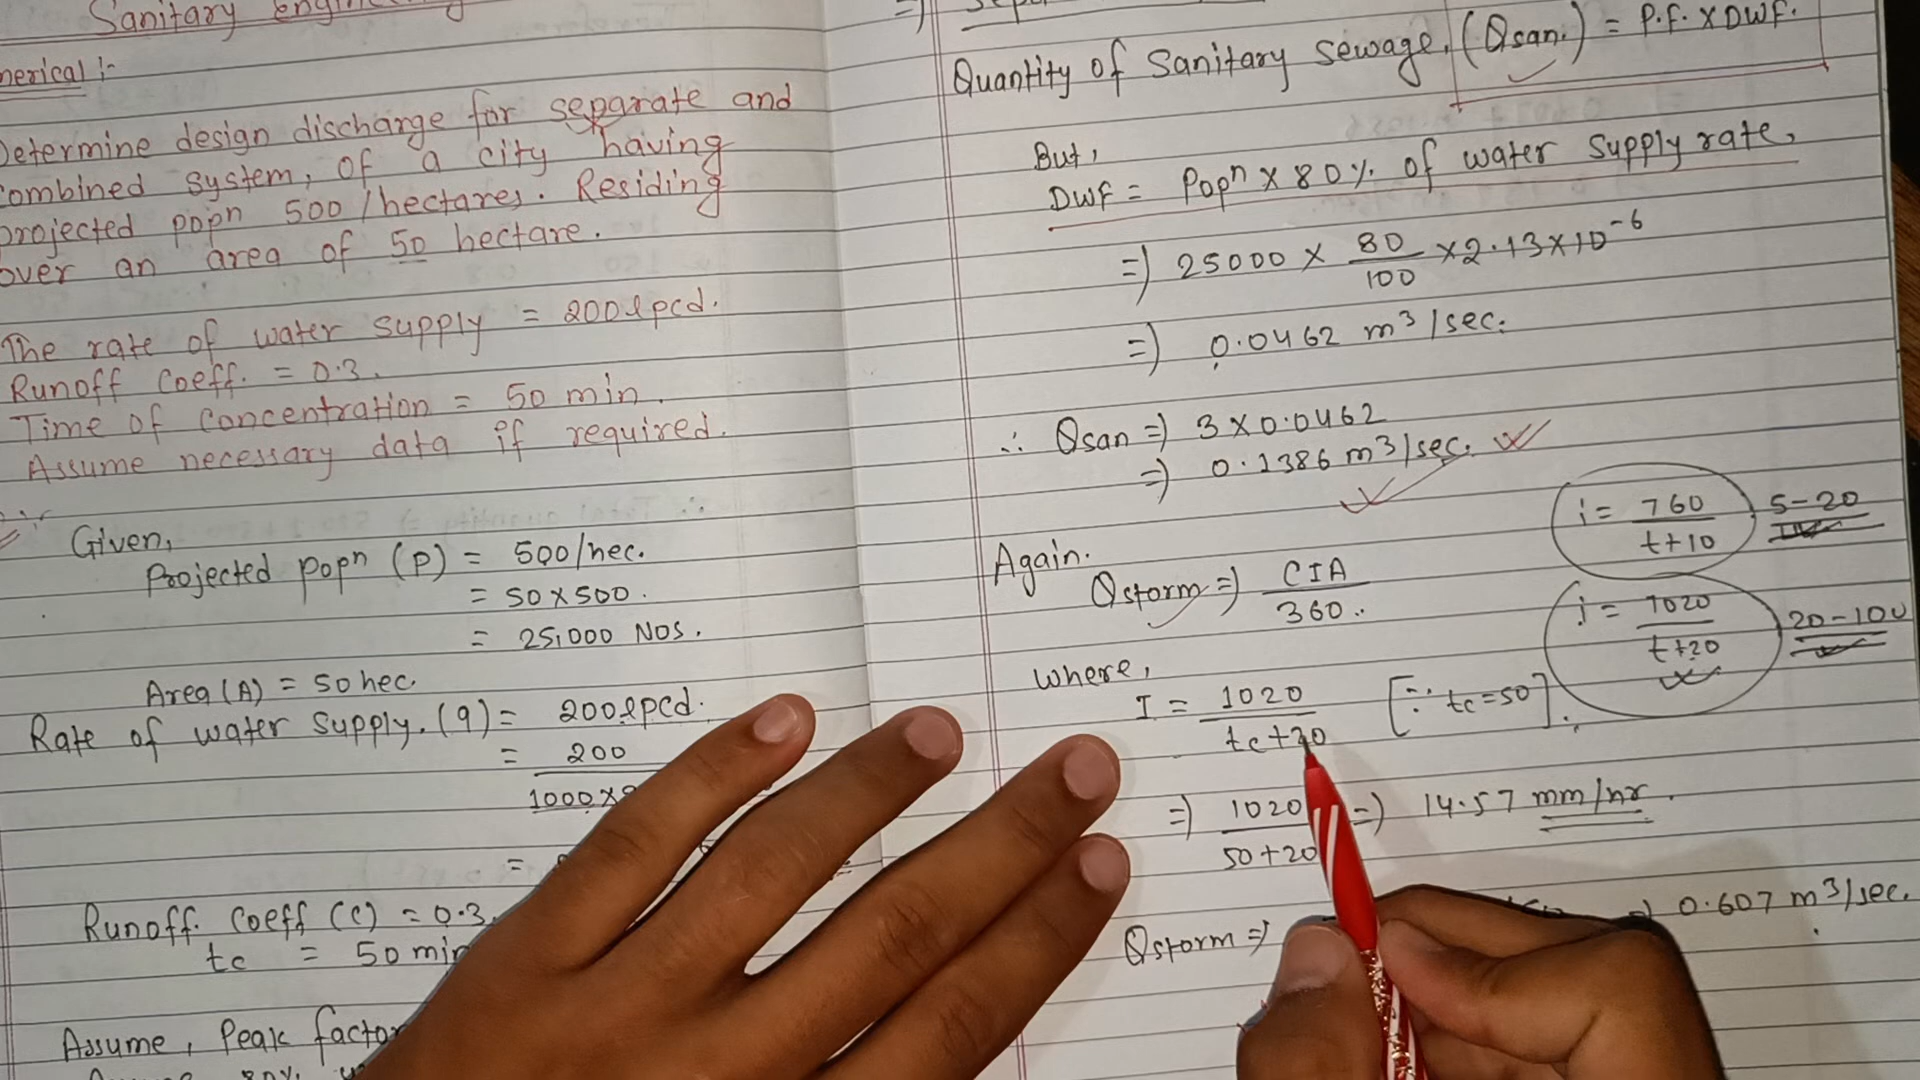 Sanitary
merical :-
Determine design discharge for separate and
combined system, of a city having
projected popn 500/hectares. Residing
over an area of 50 hectare.
The rate of water supply = 200lpcd.
Runoff Coeff. = 0.3.
Time of Concentration = 50 min.
Assume necessary data if required.
Given,
Projected popn (P) = 500/hec.
= 50×500.
= 25,000 Nos.
Area (A) = 50 hec.
Rate of water supply. (q) = 200lpcd.
= 200
1000×
=
Runoff. Coeff (C) = 0.3.
tc = 50 min
Assume, Peak factor
80%
Quantity of Sanitary Sewage, (Qsan.) = P.F. × DWF.
But,
DWF = Popn × 80% of water supply rate.
=) 25000 × 80/100 × 2.13×10-6
=) 0.0462 m3/sec.
∴ Qsan =) 3×0.0462
=) 0.1386 m3/sec.
i = 760/t+10 5-20
Again.
Qstorm =) CIA/360..
i = 1020/t+20 20-100
where,
I = 1020/tc+20 [∵ tc=50].
=) 1020/50+20 =) 14.57 mm/hr.
Qstorm =) =) 0.607 m3/sec.